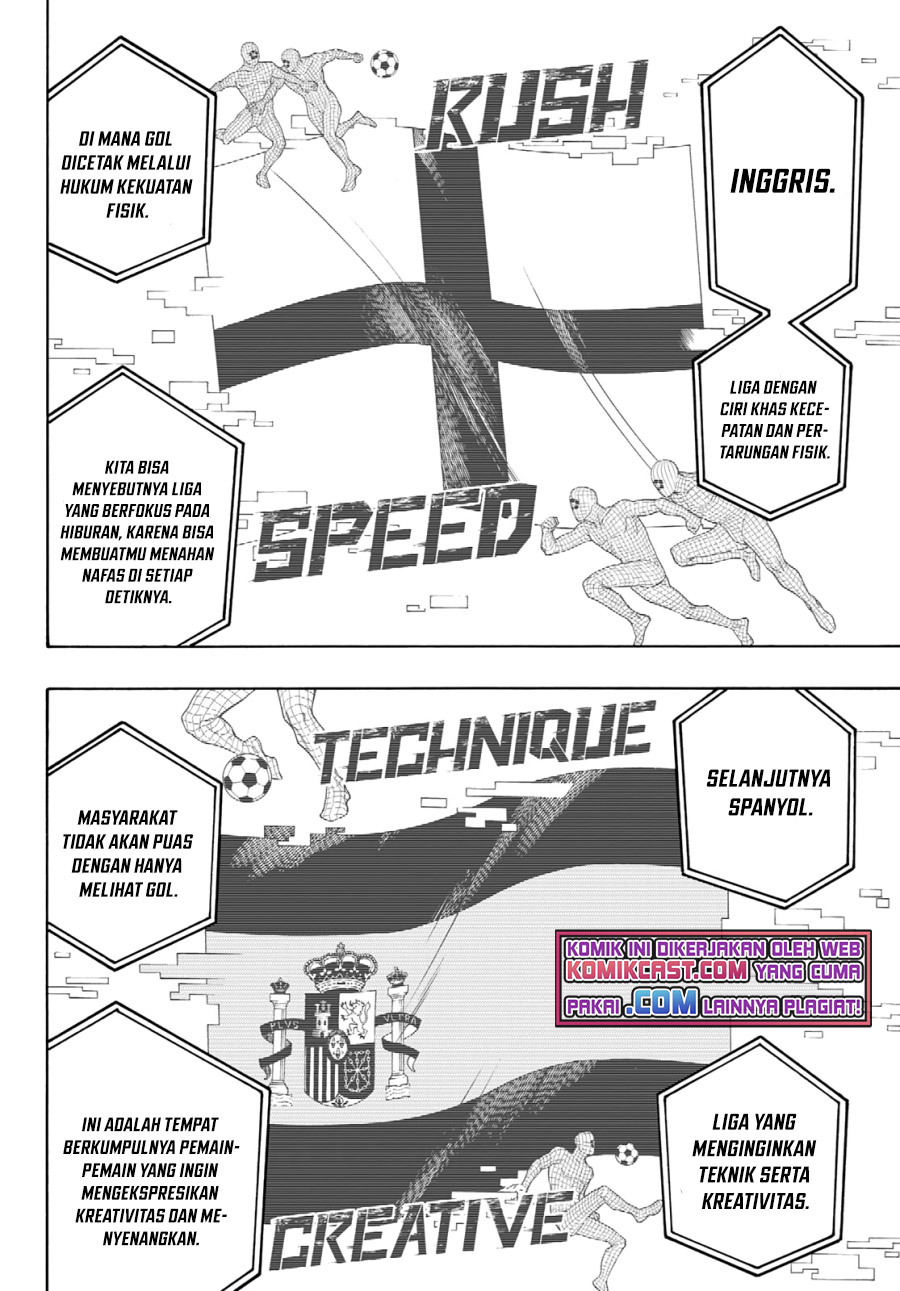 RUSH
INGGRIS.
LIGA DENGAN
CIRI KHAS KECE-
PATAN DAN PER-
TARUNGAN FISIK.
DI MANA GOL
DICETAK MELALUI
HUKUM KEKUATAN
FISIK.
KITA BISA
MENYEBUTNYA LIGA
YANG BERFOKUS PADA
HIBURAN, KARENA BISA
MEMBUATMU MENAHAN
NAFAS DI SETIAP
DETIKNYA.
SPEED
TECHNIQUE
SELANJUTNYA
SPANYOL.
LIGA YANG
MENGINGINKAN
TEKNIK SERTA
KREATIVITAS.
MASYARAKAT
TIDAK AKAN PUAS
DENGAN HANYA
MELIHAT GOL.
INI ADALAH TEMPAT
BERKUMPULNYA PEMAIN-
PEMAIN YANG INGIN
MENGEKSPRESIKAN
KREATIVITAS DAN ME-
NYENANGKAN.
PLVS VLTRA
CREATIVE
KOMIK INI DIKERJAKAN OLEH WEB
KOMIKCAST.COM YANG CUMA
PAKAI .COM LAINNYA PLAGIAT!